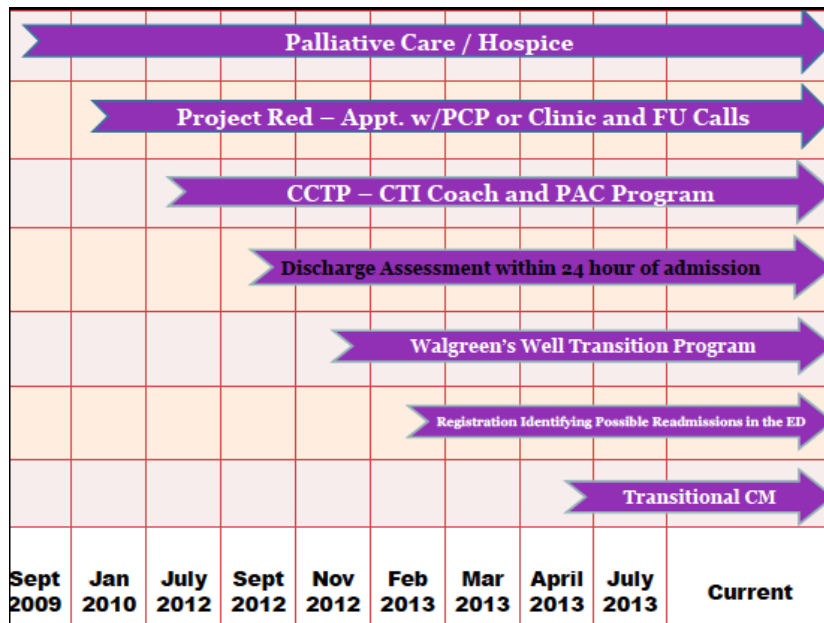 Palliative Care / Hospice
Project Red – Appt. w/PCP or Clinic and FU Calls
CCTP – CTI Coach and PAC Program
Discharge Assessment within 24 hour of admission
Walgreen's Well Transition Program
Registration Identifying Possible Readmissions in the ED
Transitional CM
Sept 2009
Jan 2010
July 2012
Sept 2012
Nov 2012
Feb 2013
Mar 2013
April 2013
July 2013
Current